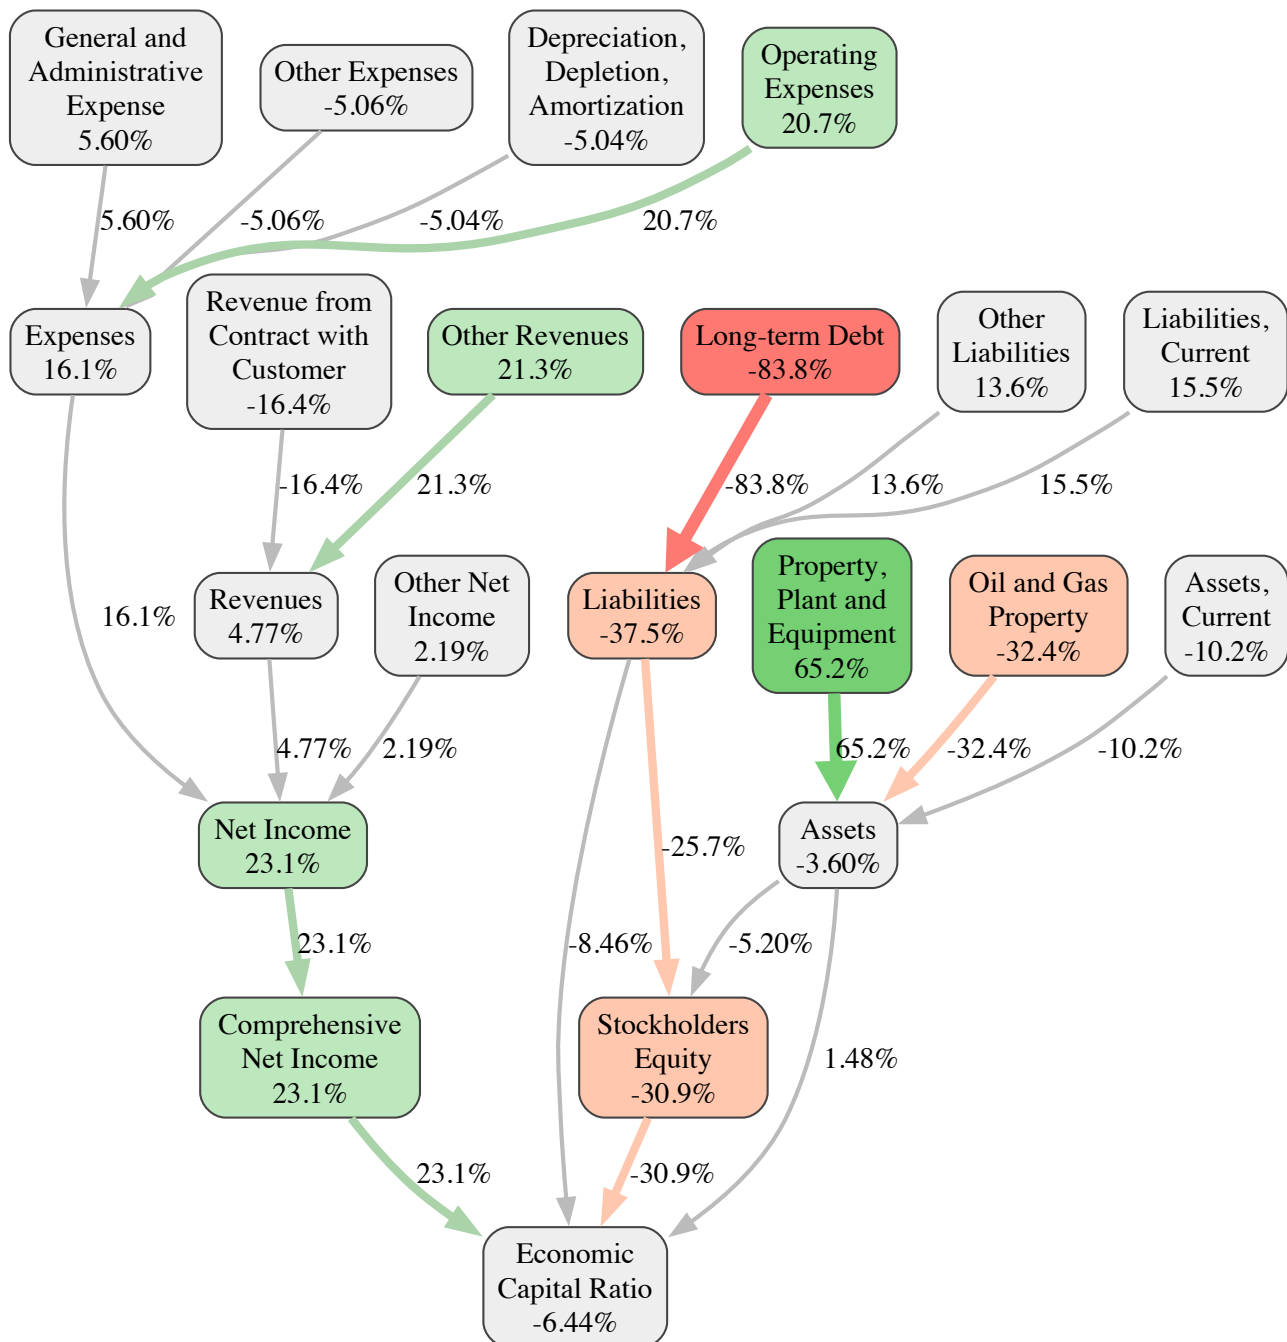 General and
Administrative
Expense
5.60%
Other Expenses
-5.06%
Depreciation,
Depletion,
Amortization
-5.04%
Operating
Expenses
20.7%
5.60%
-5.06%
-5.04%
20.7%
Expenses
16.1%
Revenue from
Contract with
Customer
-16.4%
Other Revenues
21.3%
Long-term Debt
-83.8%
Other
Liabilities
13.6%
Liabilities,
Current
15.5%
-16.4%
21.3%
-83.8%
13.6%
15.5%
16.1%
Revenues
4.77%
Other Net
Income
2.19%
Liabilities
-37.5%
Property,
Plant and
Equipment
65.2%
Oil and Gas
Property
-32.4%
Assets,
Current
-10.2%
4.77%
2.19%
65.2%
-32.4%
-10.2%
Net Income
23.1%
-25.7%
Assets
-3.60%
23.1%
-8.46%
-5.20%
Comprehensive
Net Income
23.1%
Stockholders
Equity
-30.9%
1.48%
23.1%
-30.9%
Economic
Capital Ratio
-6.44%